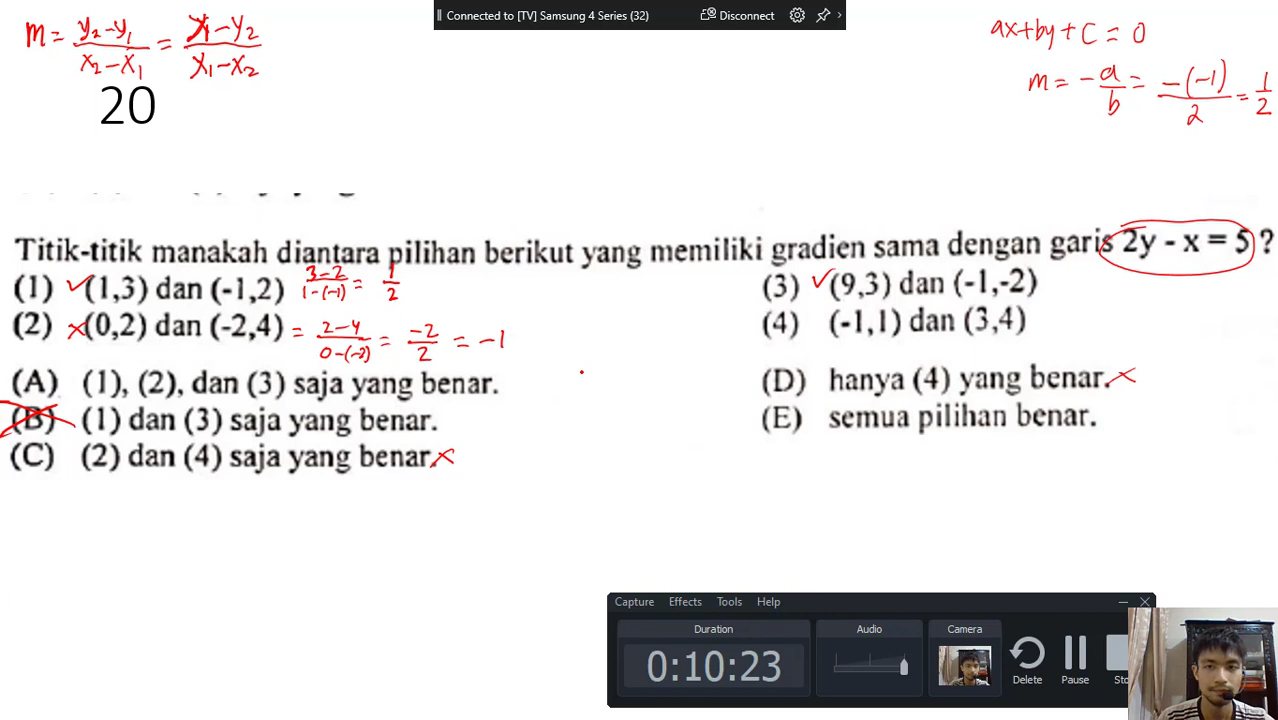 Connected to [TV] Samsung 4 Series (32) Disconnect
m = y₂-y₁/x₂-x₁ = y₁-y₂/x₁-x₂
ax+by+c=0
m = -a/b = -(-1)/2 = 1/2
20
Titik-titik manakah diantara pilihan berikut yang memiliki gradien sama dengan garis 2y - x = 5 ?
(1) ✓(1,3) dan (-1,2) 3-2/1-(-1) = 1/2
(2) ×(0,2) dan (-2,4) = 2-4/0-(-2) = -2/2 = -1
(3) ✓(9,3) dan (-1,-2)
(4) (-1,1) dan (3,4)
(A) (1), (2), dan (3) saja yang benar.
(B) (1) dan (3) saja yang benar.
(C) (2) dan (4) saja yang benar.×
(D) hanya (4) yang benar.×
(E) semua pilihan benar.
Capture Effects Tools Help
Duration Audio Camera
0:10:23
Delete Pause Sto